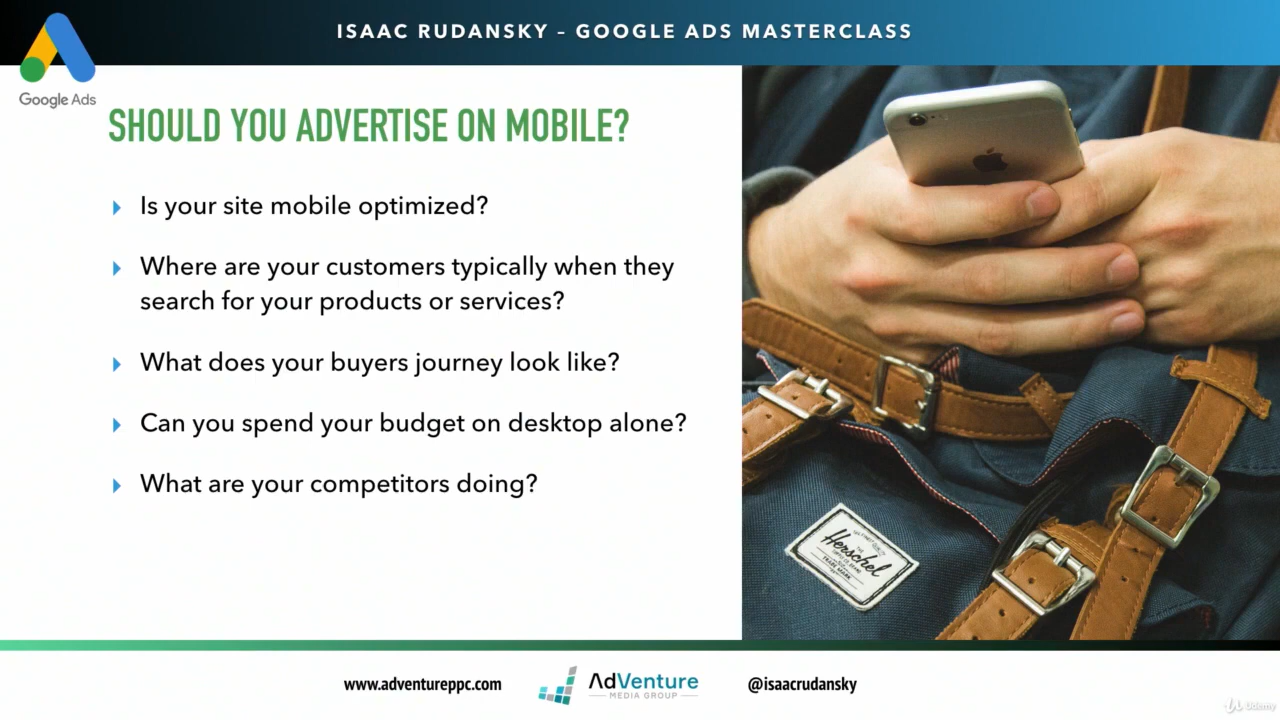 ISAAC RUDANSKY – GOOGLE ADS MASTERCLASS
Google Ads
SHOULD YOU ADVERTISE ON MOBILE?
Is your site mobile optimized?
Where are your customers typically when they
search for your products or services?
What does your buyers journey look like?
Can you spend your budget on desktop alone?
What are your competitors doing?
Herschel
TRADE MARK
www.adventureppc.com
AdVenture
MEDIA GROUP
@isaacrudansky
Udemy